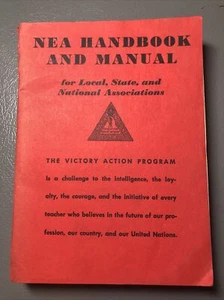 NEA HANDBOOK
AND MANUAL
for Local, State, and
National Associations
THE VICTORY ACTION PROGRAM
is a challenge to the intelligence, the loy-
alty, the courage, and the initiative of every
teacher who believes in the future of our pro-
fession, our country, and our United Nations.